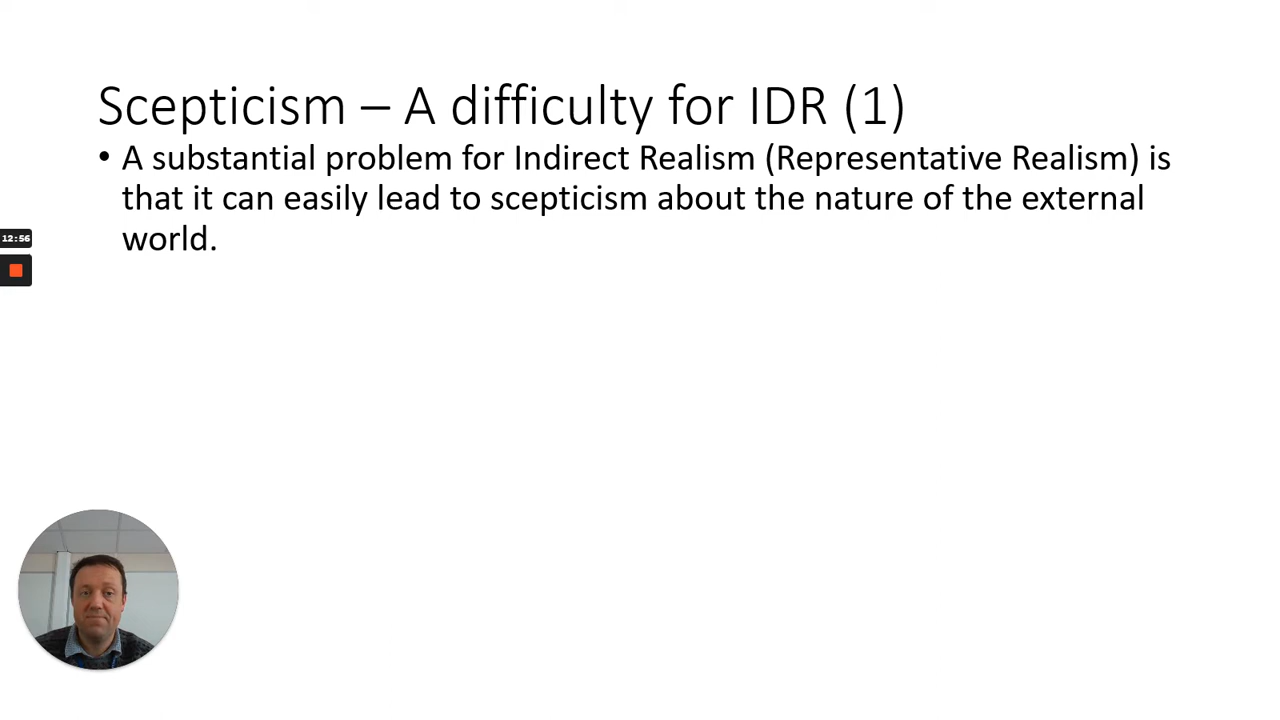 Scepticism – A difficulty for IDR (1)
• A substantial problem for Indirect Realism (Representative Realism) is
that it can easily lead to scepticism about the nature of the external
world.
12:56